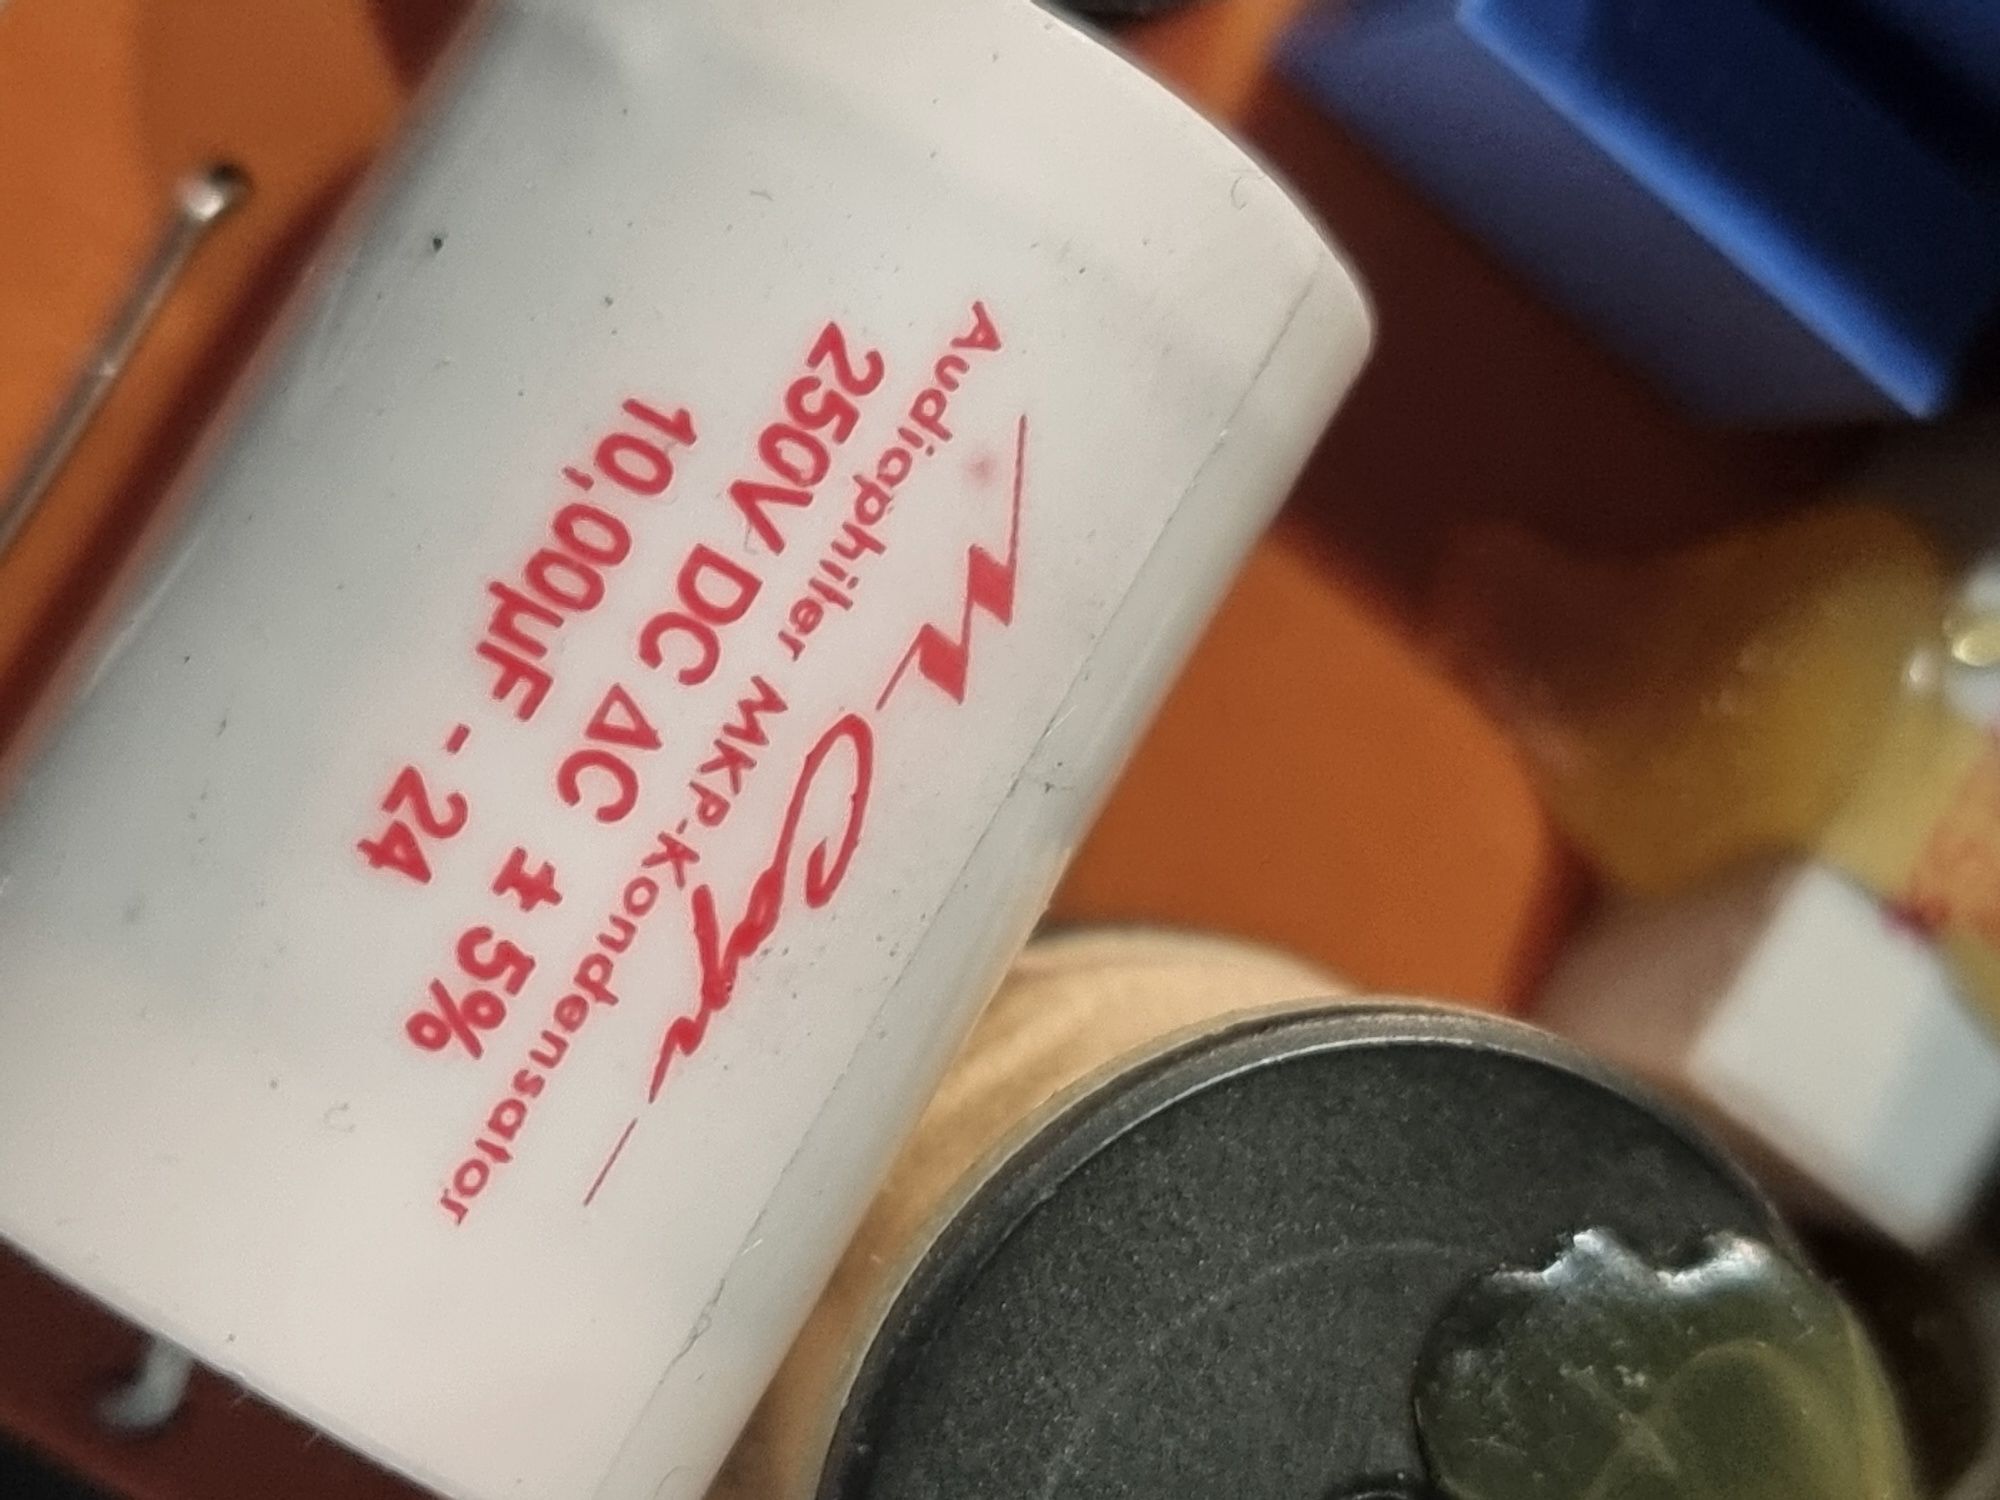 M Cap
Audiophiler MKP-Kondensator
250V DC AC ± 5%
10,00µF - 24